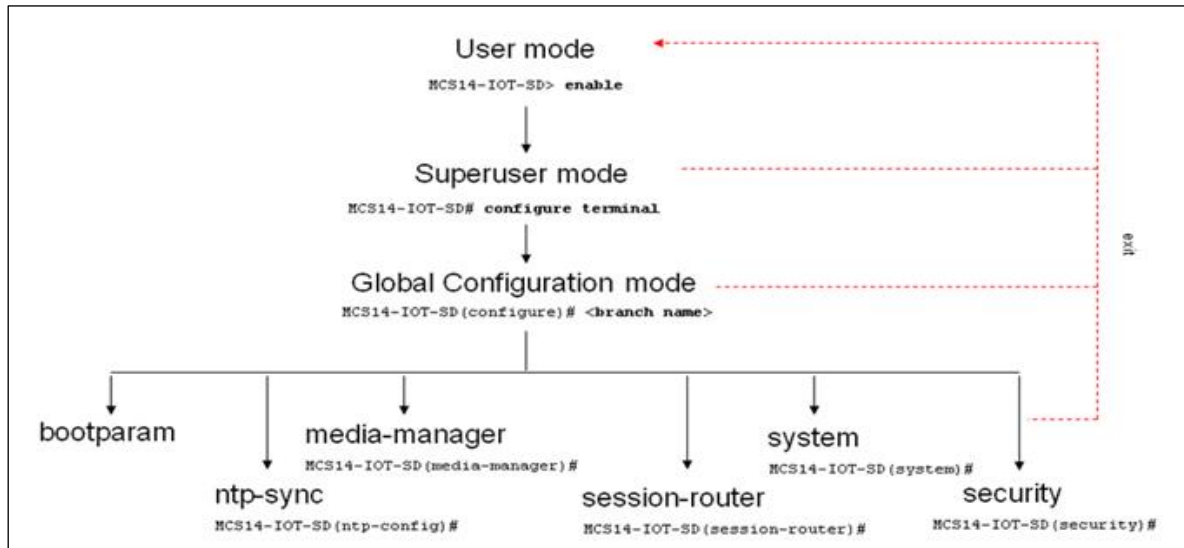 User mode
MCS14-IOT-SD> enable
Superuser mode
MCS14-IOT-SD# configure terminal
exit
Global Configuration mode
MCS14-IOT-SD(configure)# <branch name>
bootparam
media-manager
MCS14-IOT-SD(media-manager)#
system
MCS14-IOT-SD(system)#
ntp-sync
MCS14-IOT-SD(ntp-config)#
session-router
MCS14-IOT-SD(session-router)#
security
MCS14-IOT-SD(security)#